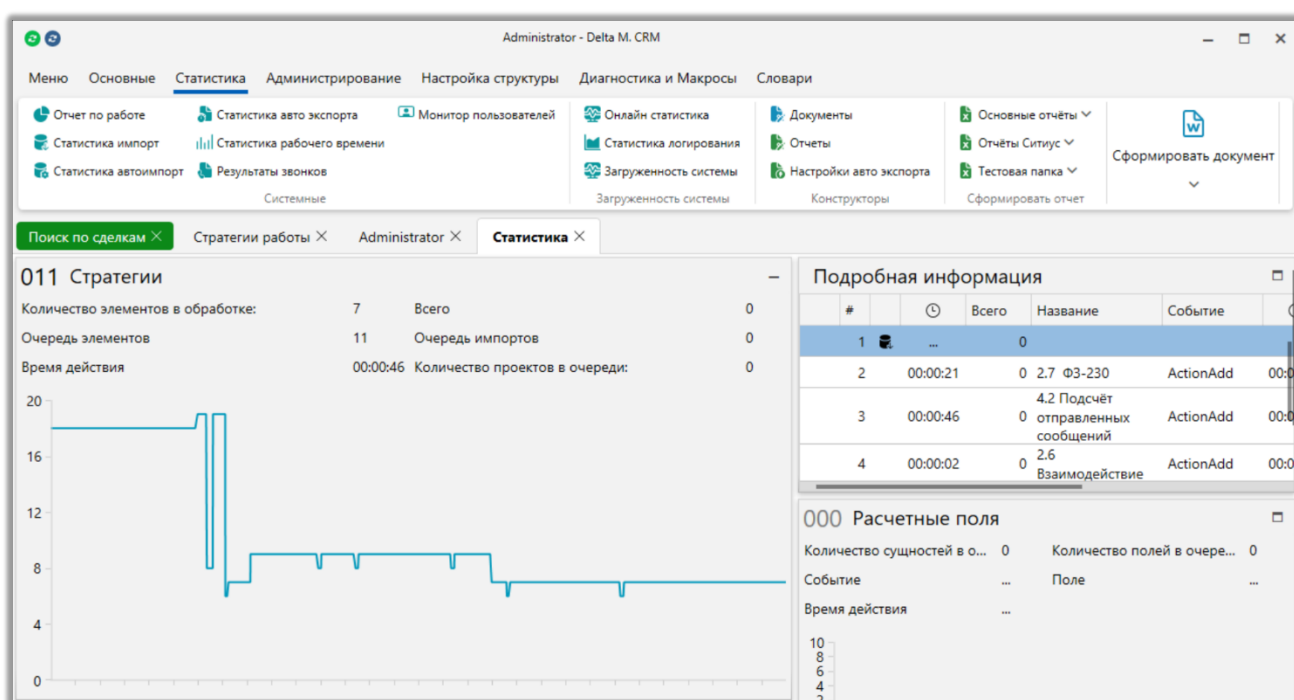 Administrator - Delta M. CRM
Меню Основные Статистика Администрирование Настройка структуры Диагностика и Макросы Словари
Отчет по работе Статистика авто экспорта Монитор пользователей Онлайн статистика Документы Основные отчёты
Статистика импорт Статистика рабочего времени Статистика логирования Отчеты Отчёты Ситиус Сформировать документ
Статистика автоимпорт Результаты звонков Загруженность системы Настройки авто экспорта Тестовая папка
Системные Загруженность системы Конструкторы Сформировать отчет
Поиск по сделкам Стратегии работы Administrator Статистика
011 Стратегии
Количество элементов в обработке: 7 Всего 0
Очередь элементов 11 Очередь импортов 0
Время действия 00:00:46 Количество проектов в очереди: 0
20
16
12
8
4
0
Подробная информация
# Всего Название Событие
1 ... 0
2 00:00:21 0 2.7 ФЗ-230 ActionAdd 00:0
3 00:00:46 0 4.2 Подсчёт отправленных сообщений ActionAdd 00:0
4 00:00:02 0 2.6 Взаимодействие ActionAdd 00:0
000 Расчетные поля
Количество сущностей в о... 0 Количество полей в очере... 0
Событие ... Поле ...
Время действия ...
10
8
6
4